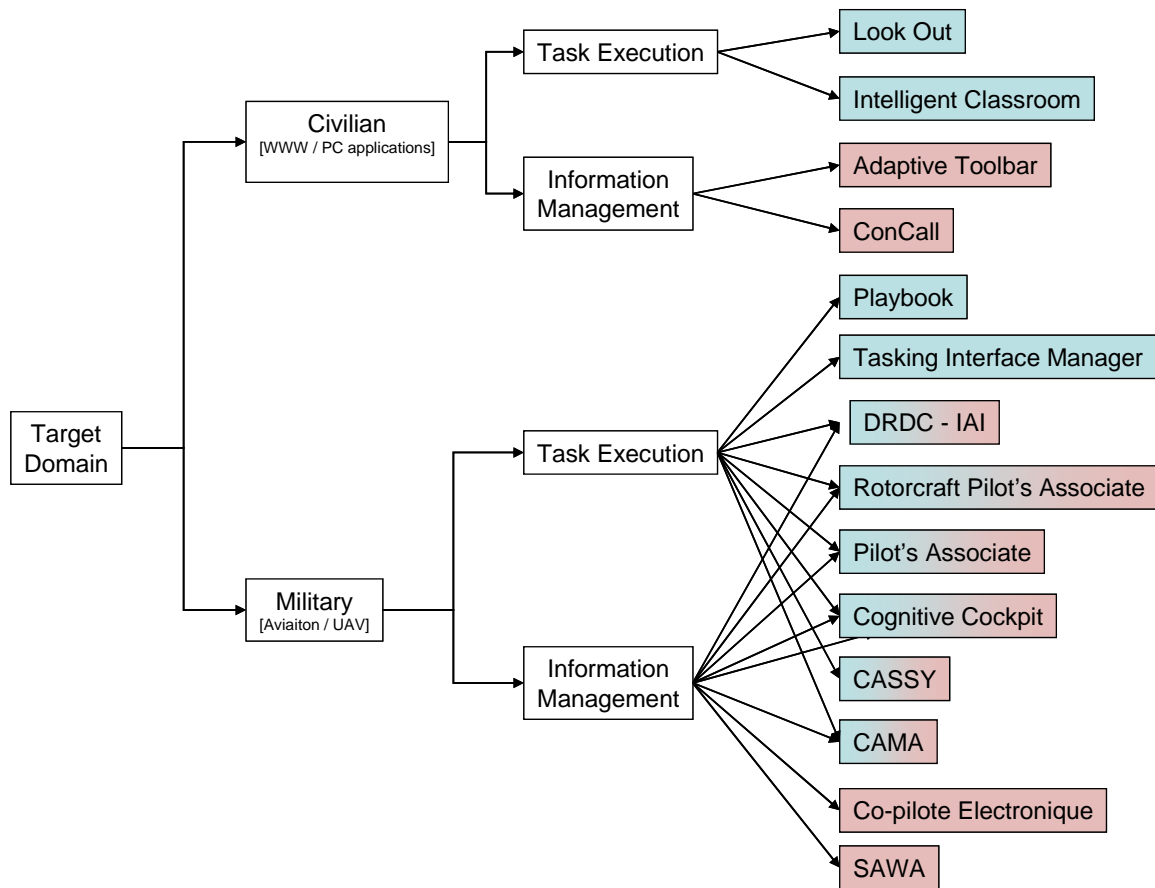 Target
Domain
Civilian
[WWW / PC applications]
Military
[Aviaiton / UAV]
Task Execution
Information
Management
Task Execution
Information
Management
Look Out
Intelligent Classroom
Adaptive Toolbar
ConCall
Playbook
Tasking Interface Manager
DRDC - IAI
Rotorcraft Pilot's Associate
Pilot's Associate
Cognitive Cockpit
CASSY
CAMA
Co-pilote Electronique
SAWA